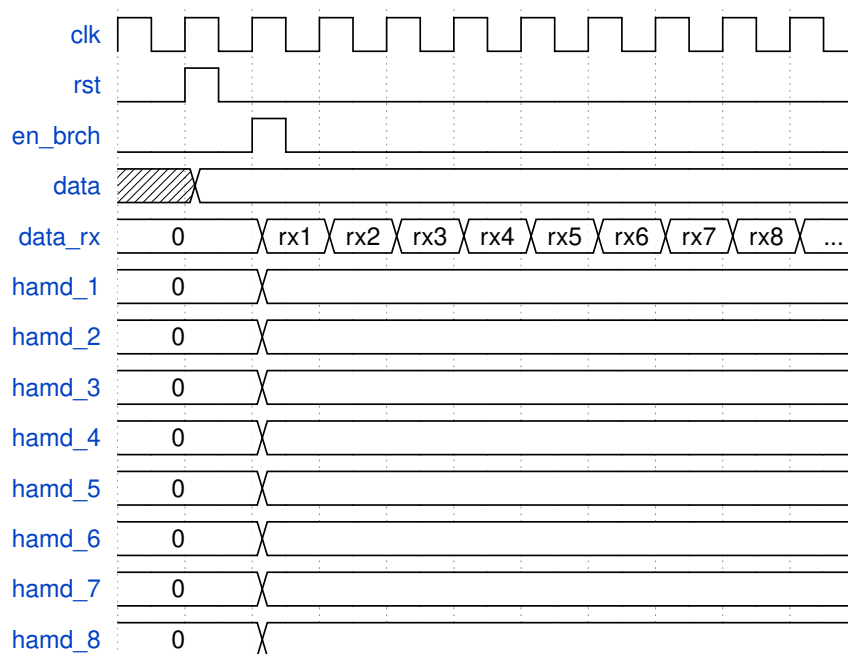 clk
rst
en_brch
data
data_rx 0 rx1 rx2 rx3 rx4 rx5 rx6 rx7 rx8 ...
hamd_1 0
hamd_2 0
hamd_3 0
hamd_4 0
hamd_5 0
hamd_6 0
hamd_7 0
hamd_8 0